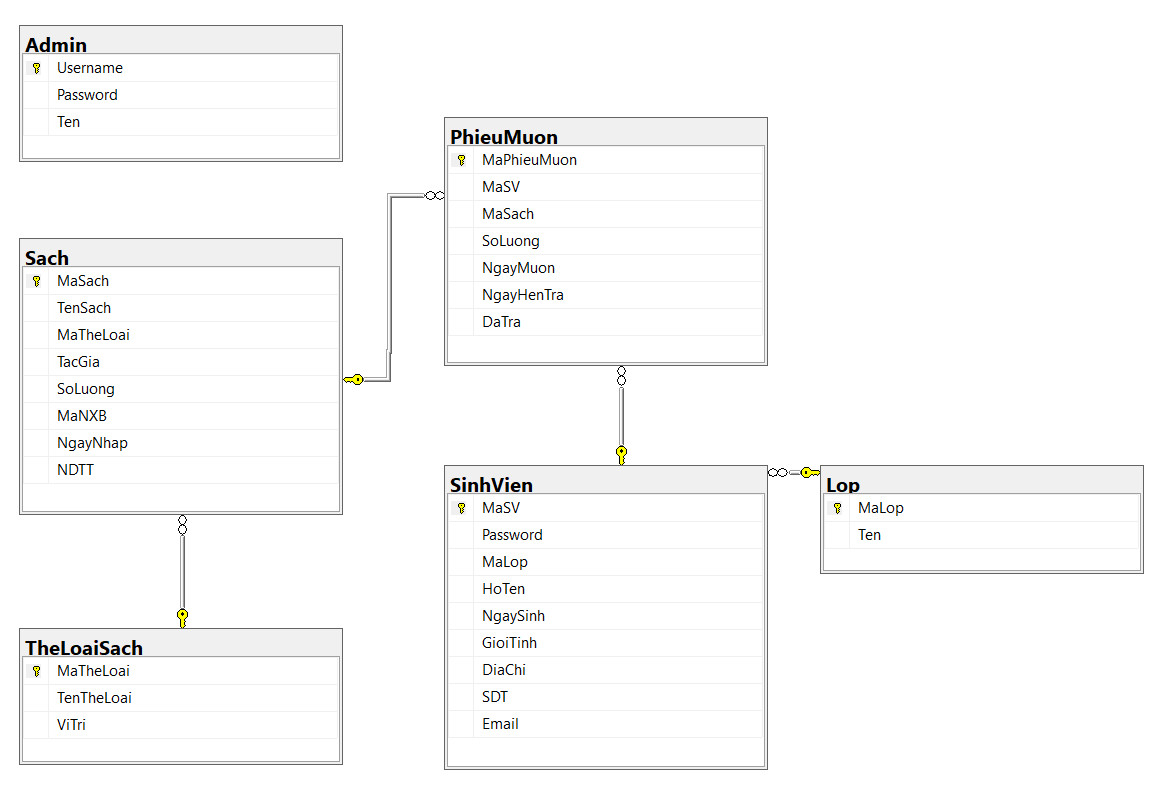 Admin
Username
Password
Ten
PhieuMuon
MaPhieuMuon
MaSV
MaSach
SoLuong
NgayMuon
NgayHenTra
DaTra
Sach
MaSach
TenSach
MaTheLoai
TacGia
SoLuong
MaNXB
NgayNhap
NDTT
SinhVien
MaSV
Password
MaLop
HoTen
NgaySinh
GioiTinh
DiaChi
SDT
Email
Lop
MaLop
Ten
TheLoaiSach
MaTheLoai
TenTheLoai
ViTri